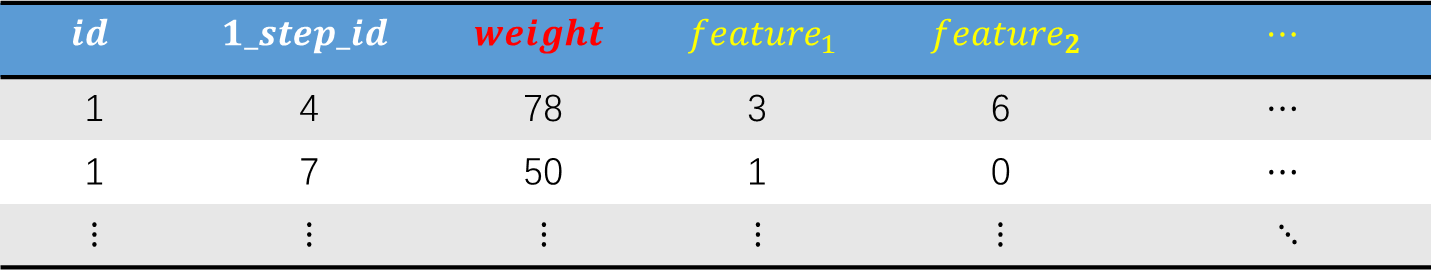 id 1_step_id weight feature₁ feature₂ ⋯
1 4 78 3 6 ⋯
1 7 50 1 0 ⋯
⋮ ⋮ ⋮ ⋮ ⋮ ⋱